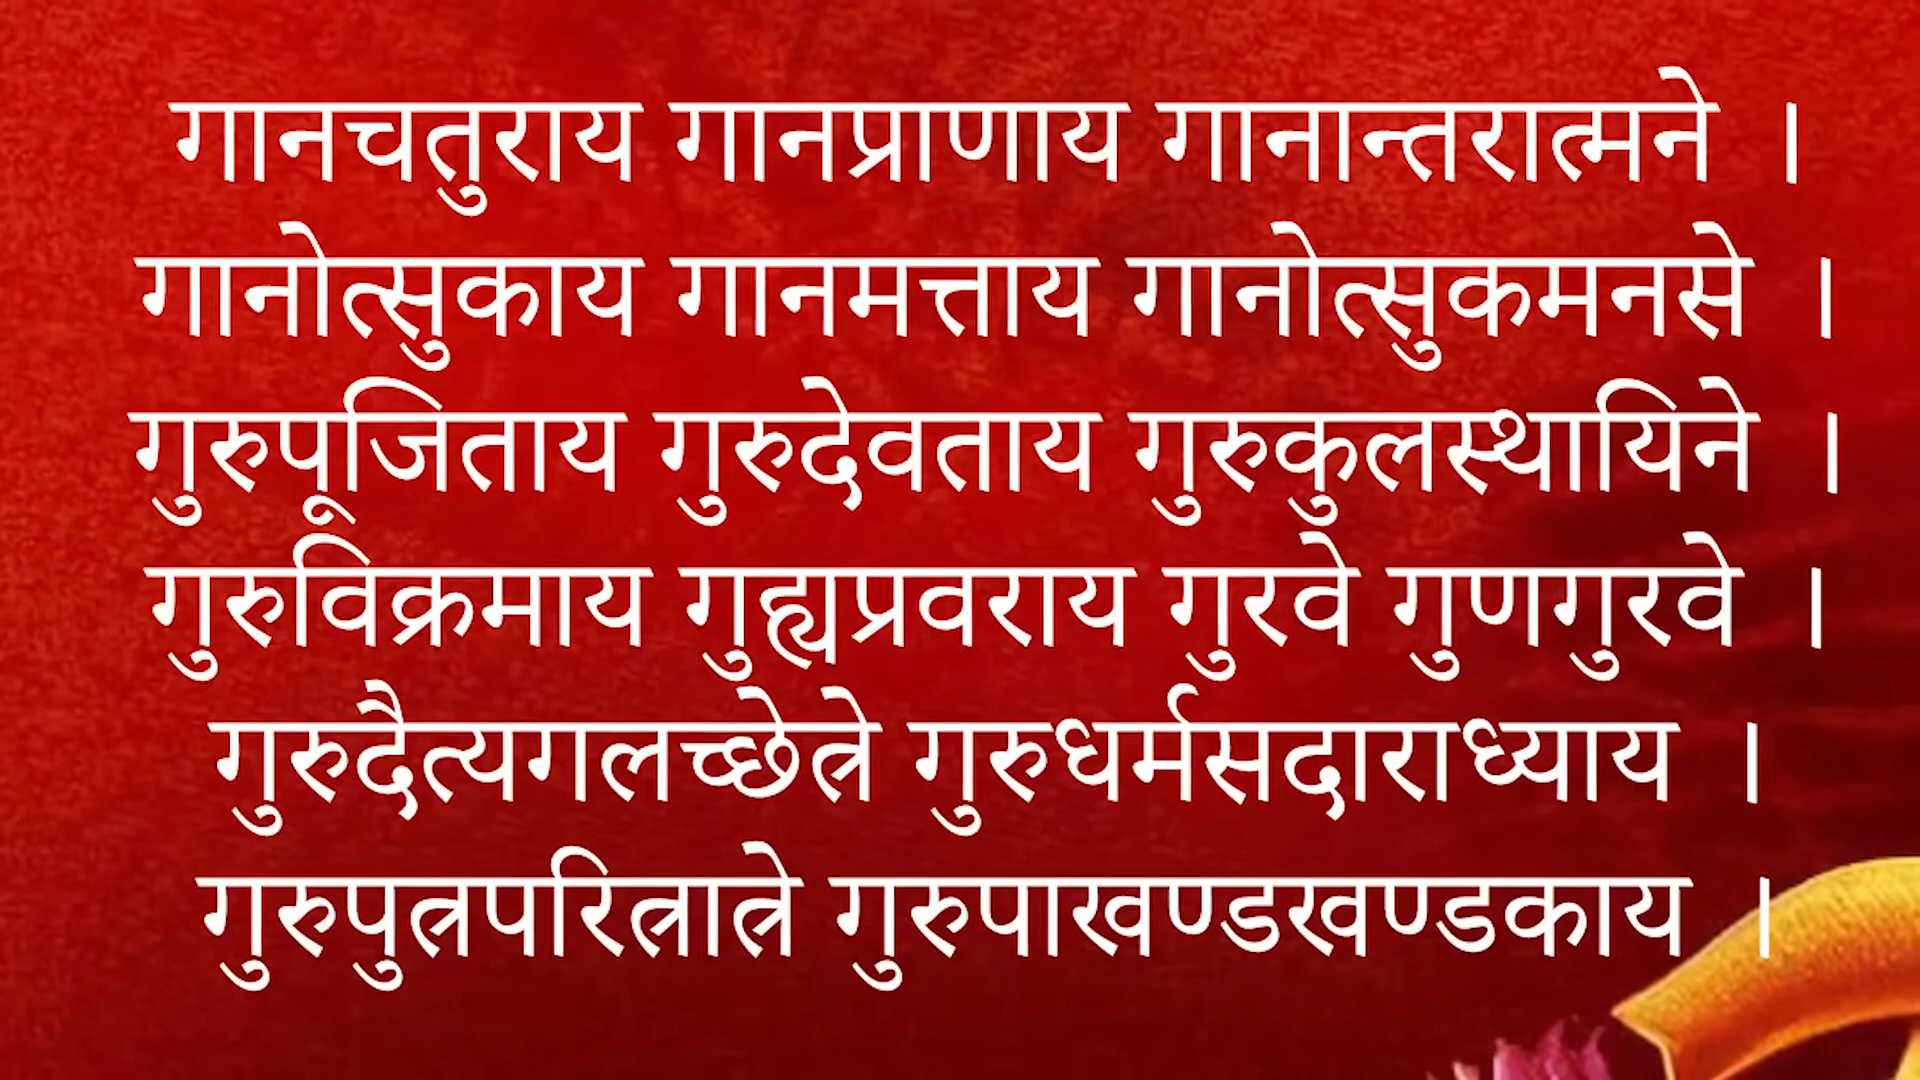 गानचतुराय गानप्राणाय गानान्तरात्मने ।
गानोत्सुकाय गानमत्ताय गानोत्सुकमनसे ।
गुरुपूजिताय गुरुदेवताय गुरुकुलस्थायिने ।
गुरुविक्रमाय गुह्यप्रवराय गुरवे गुणगुरवे ।
गुरुदैत्यगलच्छेत्रे गुरुधर्मसदाराध्याय ।
गुरुपुत्रपरित्रात्रे गुरुपाखण्डखण्डकाय ।